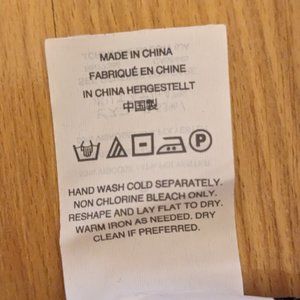 MADE IN CHINA
FABRIQUÉ EN CHINE
IN CHINA HERGESTELLT
中国製
P
HAND WASH COLD SEPARATELY.
NON CHLORINE BLEACH ONLY.
RESHAPE AND LAY FLAT TO DRY.
WARM IRON AS NEEDED. DRY
CLEAN IF PREFERRED.